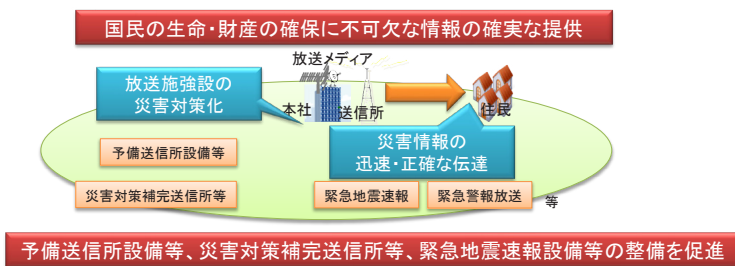 国民の生命・財産の確保に不可欠な情報の確実な提供
放送メディア
放送施強設の
災害対策化
本社
送信所
住民
災害情報の
迅速・正確な伝達
予備送信所設備等
災害対策補完送信所等
緊急地震速報
緊急警報放送
等
予備送信所設備等、災害対策補完送信所等、緊急地震速報設備等の整備を促進